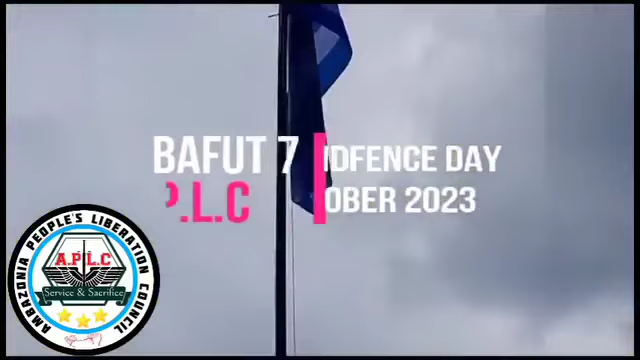 BAFUT 7
P.L.C
IDFENCE DAY
OBER 2023
AMBAZONIA PEOPLE'S LIBERATION COUNCIL
A.P.L.C
Service & Sacrifice